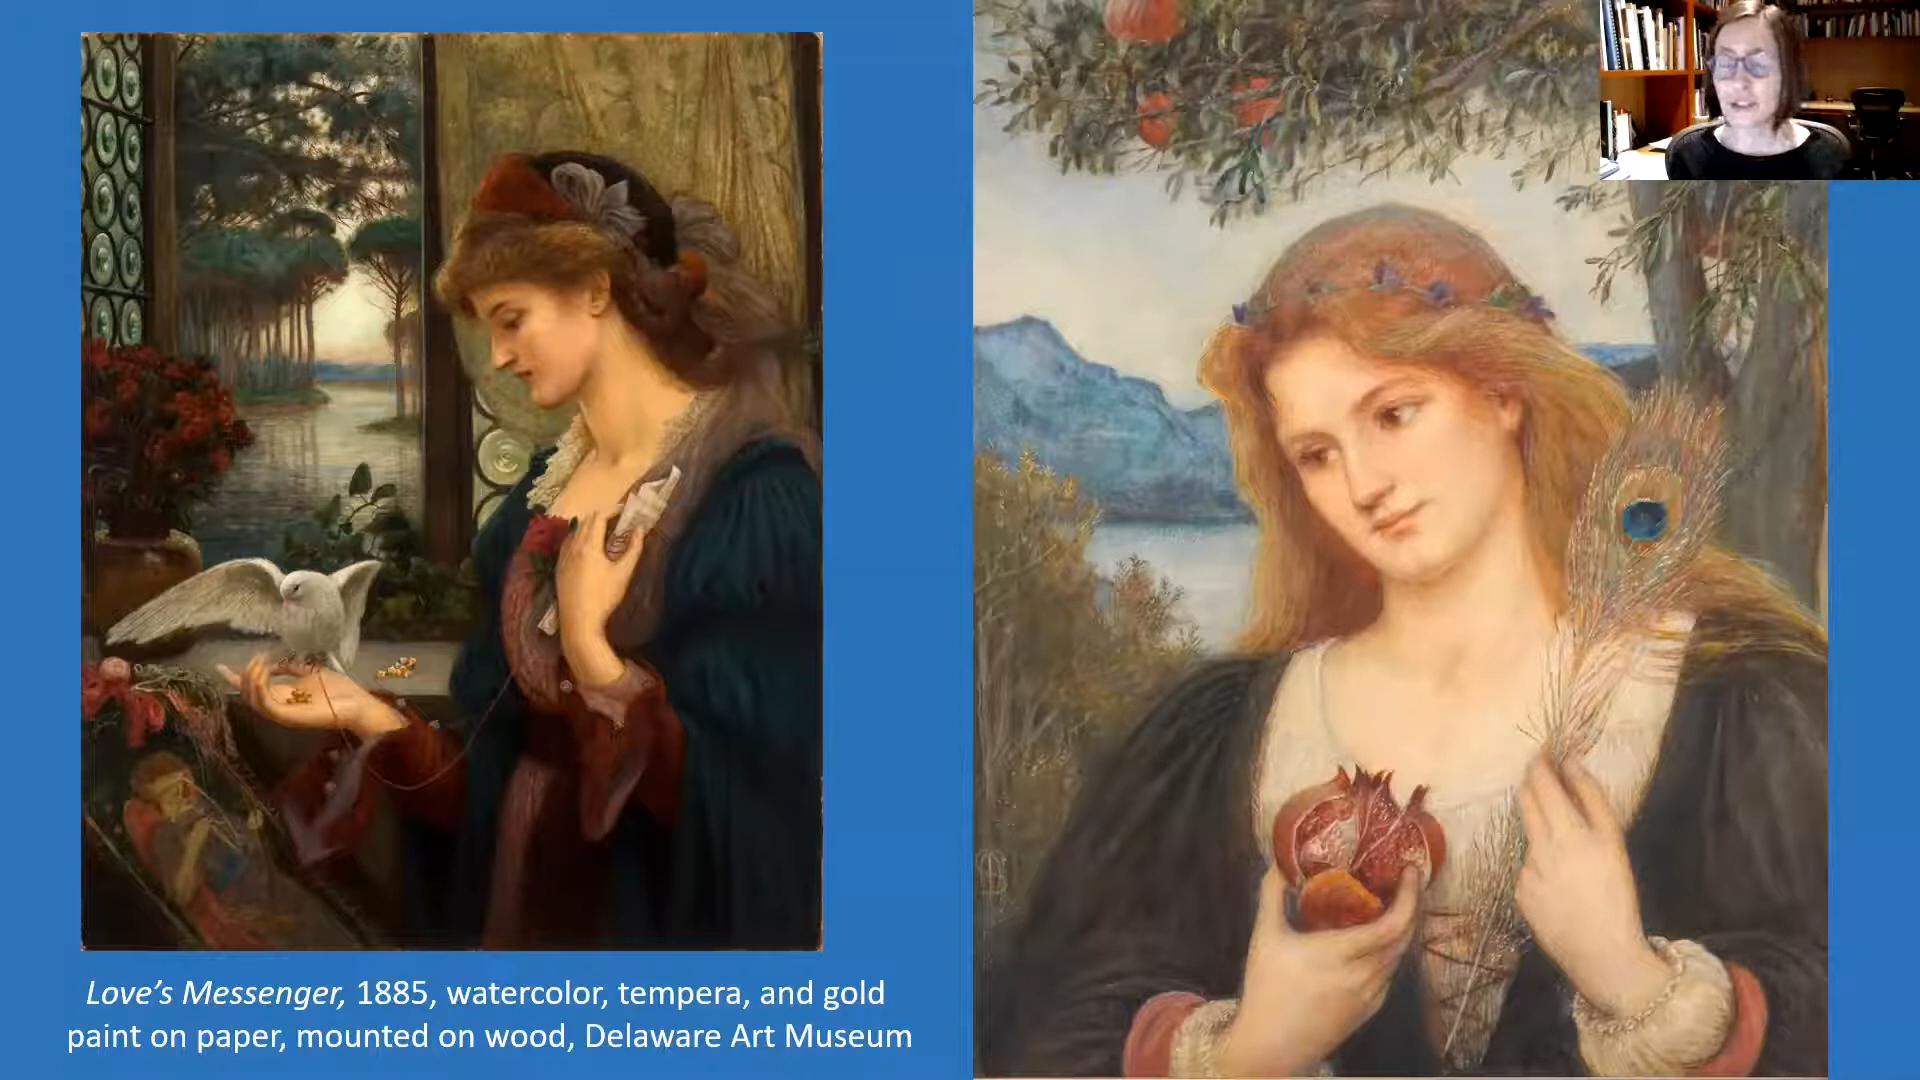 Love's Messenger, 1885, watercolor, tempera, and gold
paint on paper, mounted on wood, Delaware Art Museum